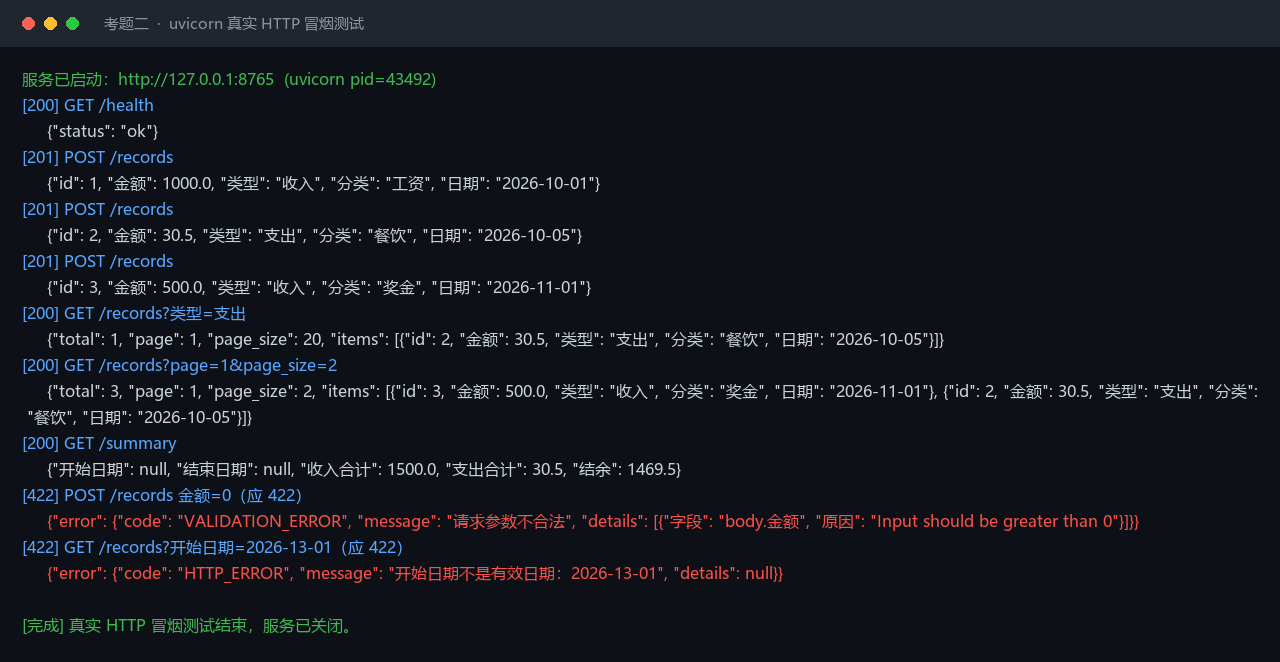 考题二 · uvicorn 真实 HTTP 冒烟测试
服务已启动：http://127.0.0.1:8765  (uvicorn pid=43492)
[200] GET /health
{"status": "ok"}
[201] POST /records
{"id": 1, "金额": 1000.0, "类型": "收入", "分类": "工资", "日期": "2026-10-01"}
[201] POST /records
{"id": 2, "金额": 30.5, "类型": "支出", "分类": "餐饮", "日期": "2026-10-05"}
[201] POST /records
{"id": 3, "金额": 500.0, "类型": "收入", "分类": "奖金", "日期": "2026-11-01"}
[200] GET /records?类型=支出
{"total": 1, "page": 1, "page_size": 20, "items": [{"id": 2, "金额": 30.5, "类型": "支出", "分类": "餐饮", "日期": "2026-10-05"}]}
[200] GET /records?page=1&page_size=2
{"total": 3, "page": 1, "page_size": 2, "items": [{"id": 3, "金额": 500.0, "类型": "收入", "分类": "奖金", "日期": "2026-11-01"}, {"id": 2, "金额": 30.5, "类型": "支出", "分类":
"餐饮", "日期": "2026-10-05"}]}
[200] GET /summary
{"开始日期": null, "结束日期": null, "收入合计": 1500.0, "支出合计": 30.5, "结余": 1469.5}
[422] POST /records 金额=0（应 422）
{"error": {"code": "VALIDATION_ERROR", "message": "请求参数不合法", "details": [{"字段": "body.金额", "原因": "Input should be greater than 0"}]}}
[422] GET /records?开始日期=2026-13-01（应 422）
{"error": {"code": "HTTP_ERROR", "message": "开始日期不是有效日期：2026-13-01", "details": null}}
[完成] 真实 HTTP 冒烟测试结束，服务已关闭。